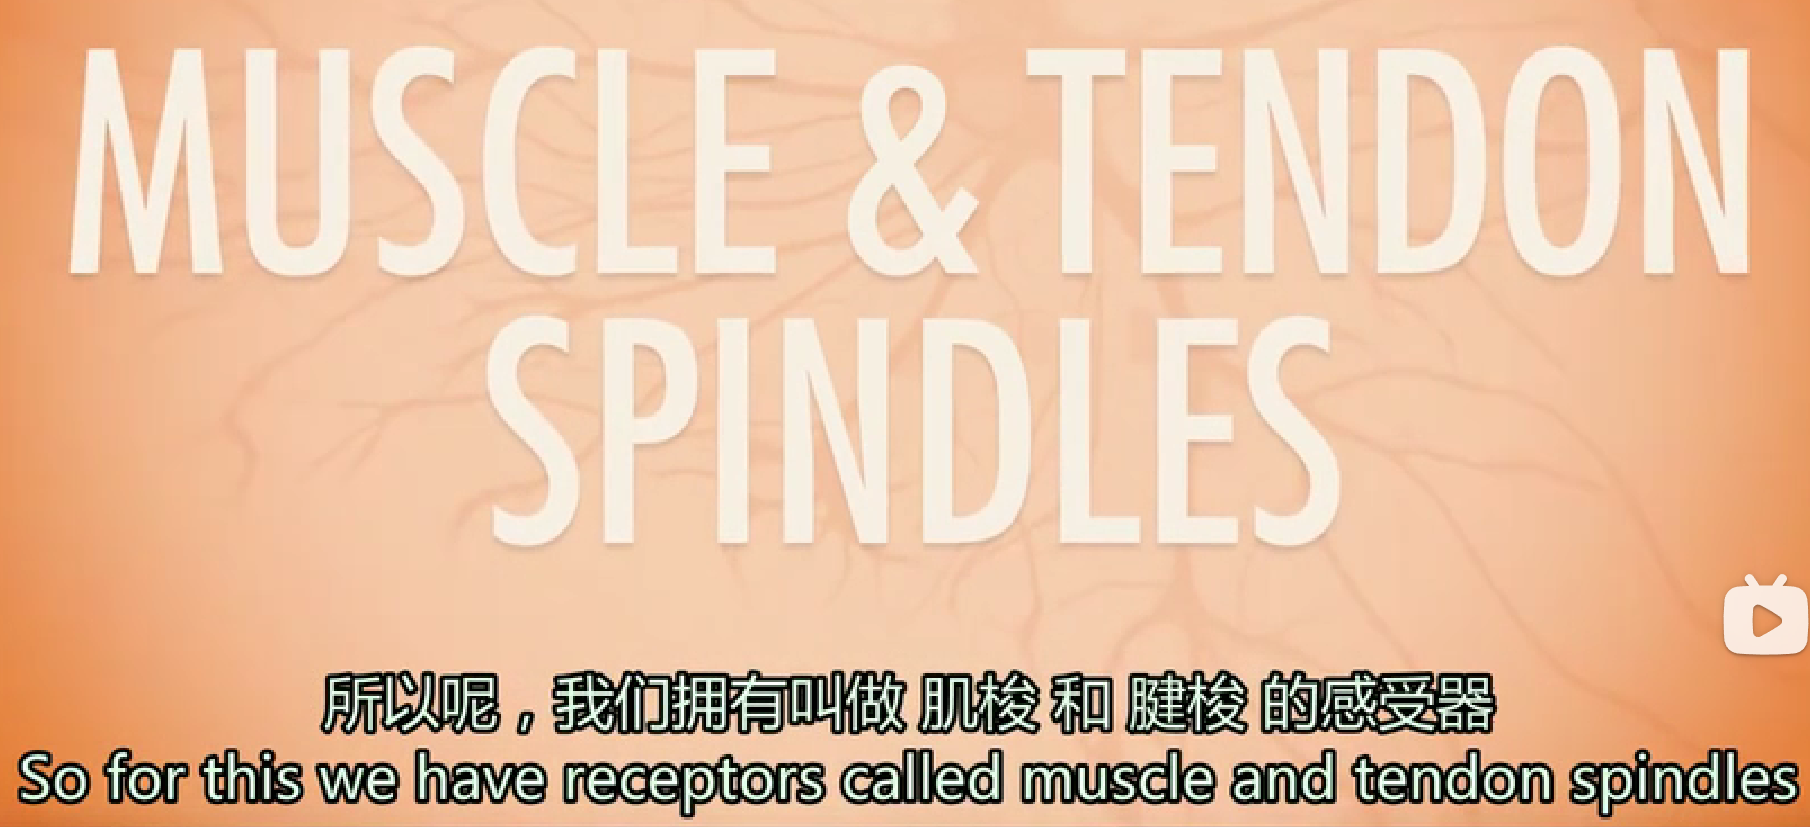 MUSCLE & TENDON
SPINDLES
所以呢，我们拥有叫做 肌梭 和 腱梭 的感受器
So for this we have receptors called muscle and tendon spindles